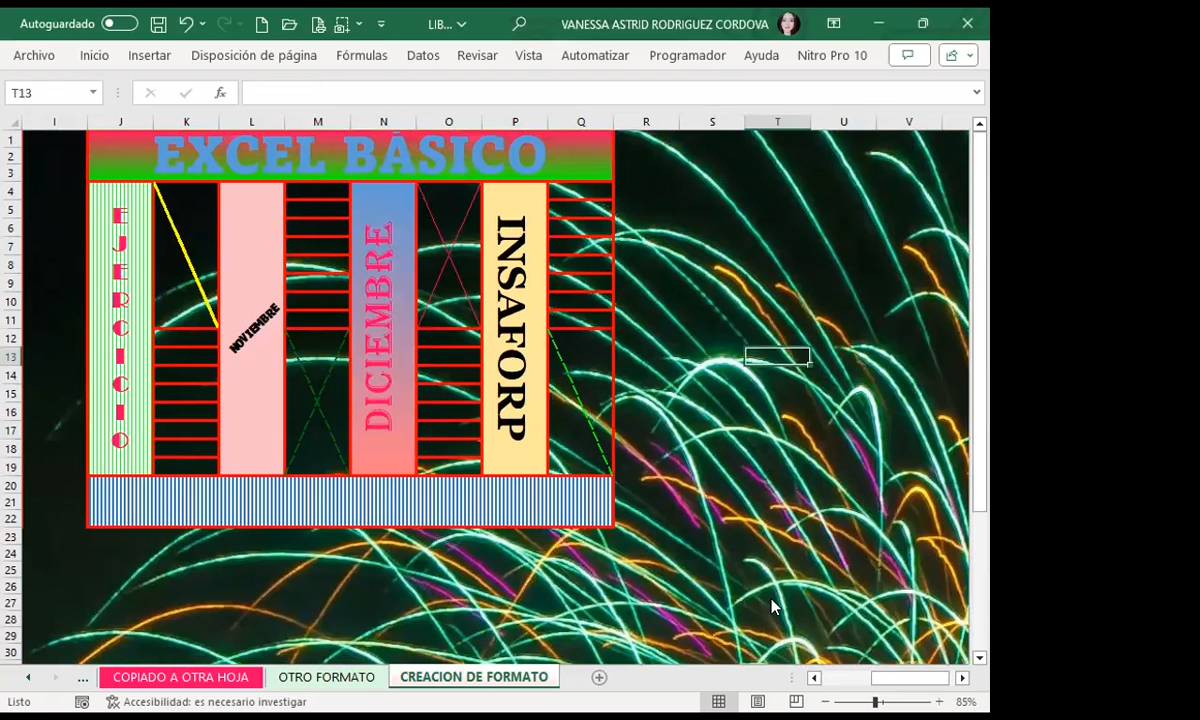 Autoguardado LIB... VANESSA ASTRID RODRIGUEZ CORDOVA
Archivo Inicio Insertar Disposición de página Fórmulas Datos Revisar Vista Automatizar Programador Ayuda Nitro Pro 10
T13 fx
I J K L M N O P Q R S T U V
1
2
3
4
5
6
7
8
9
10
11
12
13
14
15
16
17
18
19
20
21
22
23
24
25
26
27
28
29
30
EXCEL BÁSICO
EJERCICIO
NOVIEMBRE
DICIEMBRE
INSAFORP
... COPIADO A OTRA HOJA OTRO FORMATO CREACION DE FORMATO
Listo Accesibilidad: es necesario investigar 85%